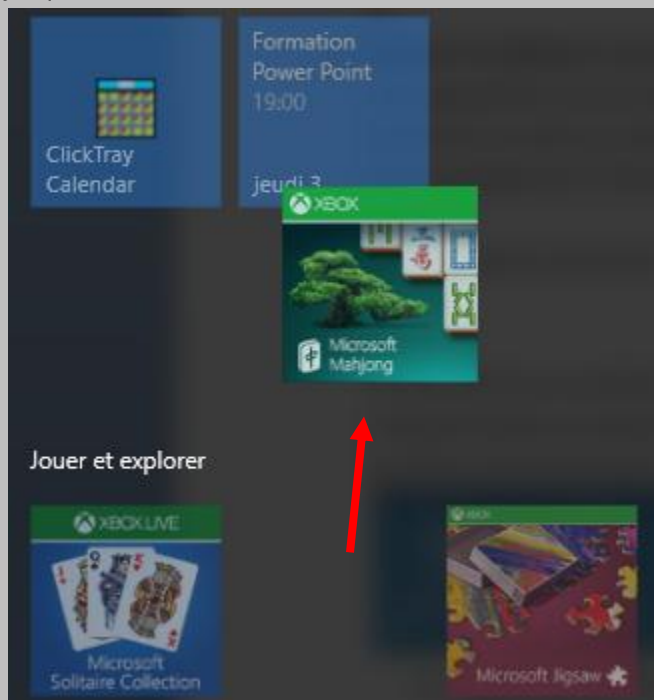 Formation
Power Point
19:00
ClickTray
Calendar
jeudi 3
XBOX
Microsoft
Mahjong
Jouer et explorer
XBOX LIVE
Microsoft
Solitaire Collection
XBOX
Microsoft Jigsaw